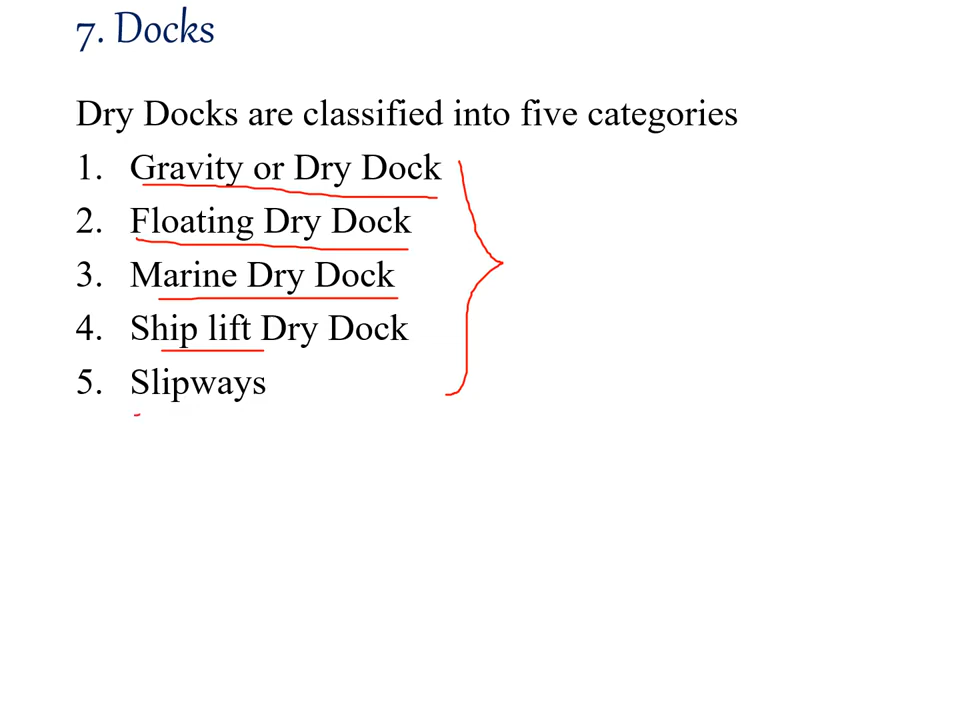 7. Docks
Dry Docks are classified into five categories
1. Gravity or Dry Dock
2. Floating Dry Dock
3. Marine Dry Dock
4. Ship lift Dry Dock
5. Slipways